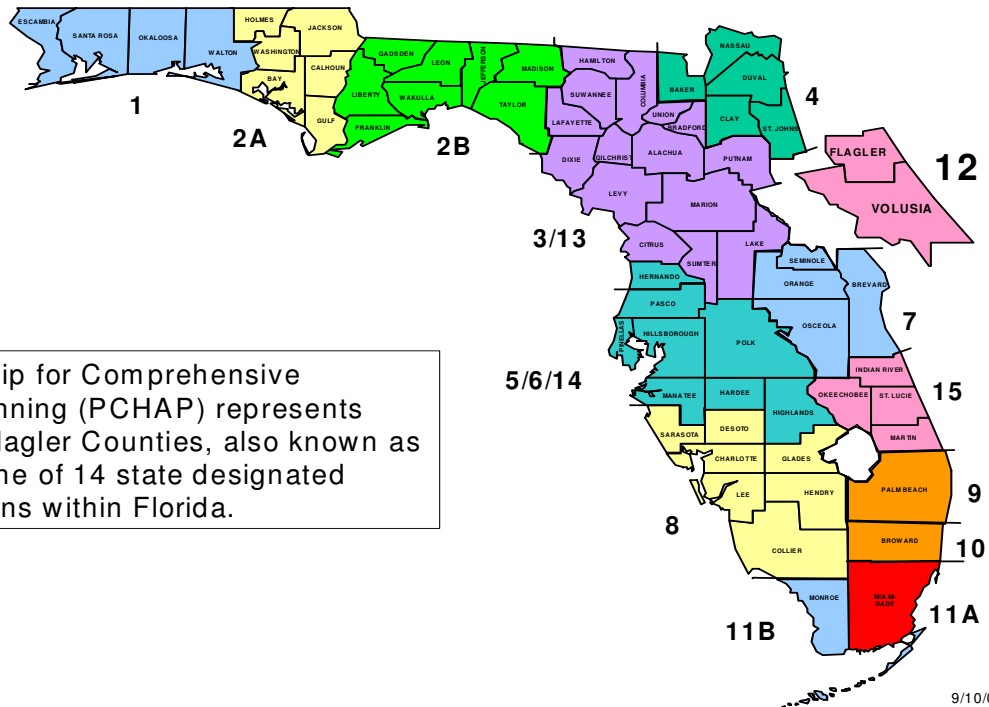 ESCAMBIA
SANTA ROSA
OKALOOSA
WALTON
HOLMES
WASHINGTON
BAY
JACKSON
CALHOUN
GULF
1
2A
GADSDEN
LIBERTY
FRANKLIN
LEON
WAKULLA
JEFFERSON
MADISON
TAYLOR
2B
HAMILTON
SUWANNEE
LAFAYETTE
COLUMBIA
UNION
BRADFORD
DIXIE
GILCHRIST
ALACHUA
PUTNAM
LEVY
MARION
CITRUS
SUMTER
LAKE
3/13
BAKER
NASSAU
DUVAL
CLAY
ST. JOHNS
4
FLAGLER
VOLUSIA
12
HERNANDO
PASCO
PINELLAS
HILLSBOROUGH
POLK
MANATEE
HARDEE
HIGHLANDS
5/6/14
SEMINOLE
ORANGE
OSCEOLA
BREVARD
7
INDIAN RIVER
OKEECHOBEE
ST. LUCIE
MARTIN
15
SARASOTA
DESOTO
CHARLOTTE
GLADES
LEE
HENDRY
COLLIER
8
PALM BEACH
9
BROWARD
10
MONROE
11B
MIAMI-
DADE
11A
ip for Comprehensive
nning (PCHAP) represents
lagler Counties, also known as
ne of 14 state designated
ns within Florida.
9/10/0